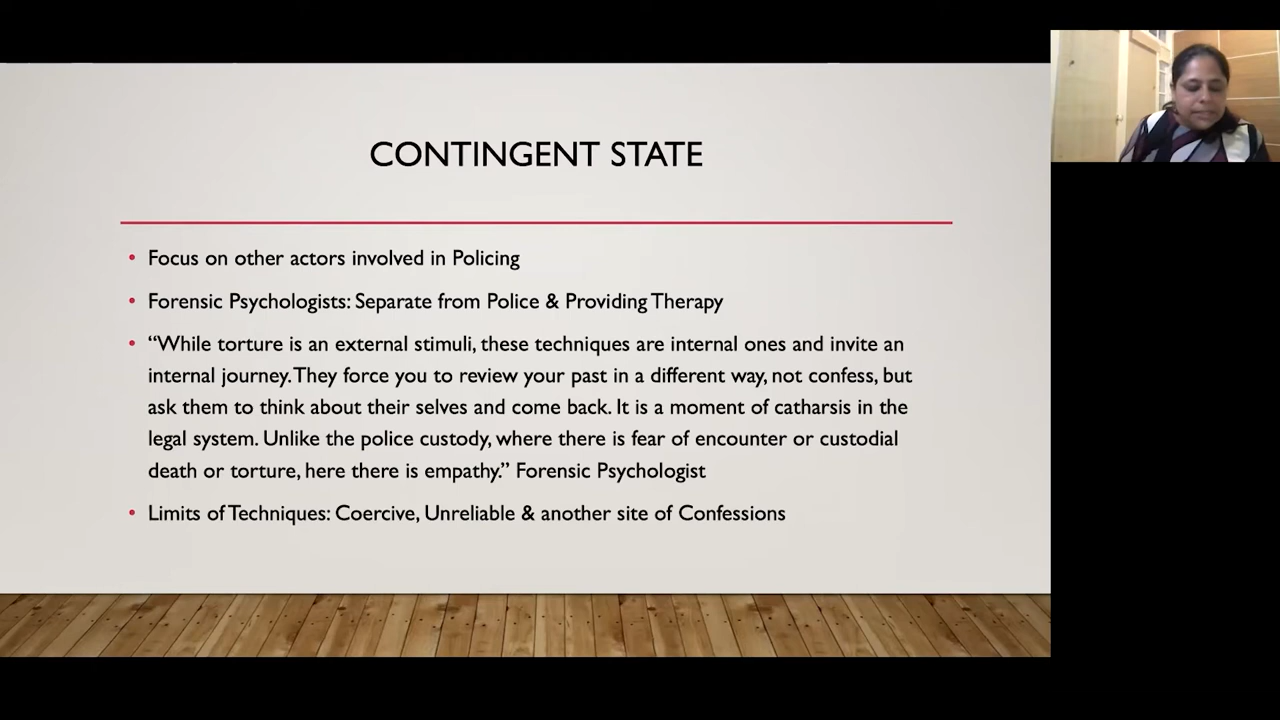 CONTINGENT STATE
• Focus on other actors involved in Policing
• Forensic Psychologists: Separate from Police & Providing Therapy
• “While torture is an external stimuli, these techniques are internal ones and invite an
internal journey. They force you to review your past in a different way, not confess, but
ask them to think about their selves and come back. It is a moment of catharsis in the
legal system. Unlike the police custody, where there is fear of encounter or custodial
death or torture, here there is empathy.” Forensic Psychologist
• Limits of Techniques: Coercive, Unreliable & another site of Confessions